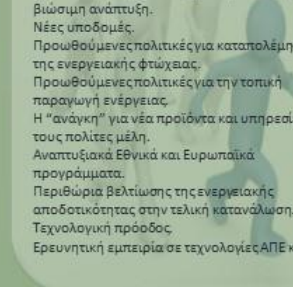 βιώσιμη ανάπτυξη.
Νέες υποδομές.
Προωθούμενες πολιτικές για καταπολέμη
της ενεργειακής φτώχειας.
Προωθούμενες πολιτικές για την τοπική
παραγωγή ενέργειας.
Η “ανάγκη” για νέα προϊόντα και υπηρεσί
τους πολίτες μέλη.
Αναπτυξιακά Εθνικά και Ευρωπαϊκά
προγράμματα.
Περιθώρια βελτίωσης της ενεργειακής
αποδοτικότητας στην τελική κατανάλωση.
Τεχνολογική πρόοδος.
Ερευνητική εμπειρία σε τεχνολογίες ΑΠΕ κ